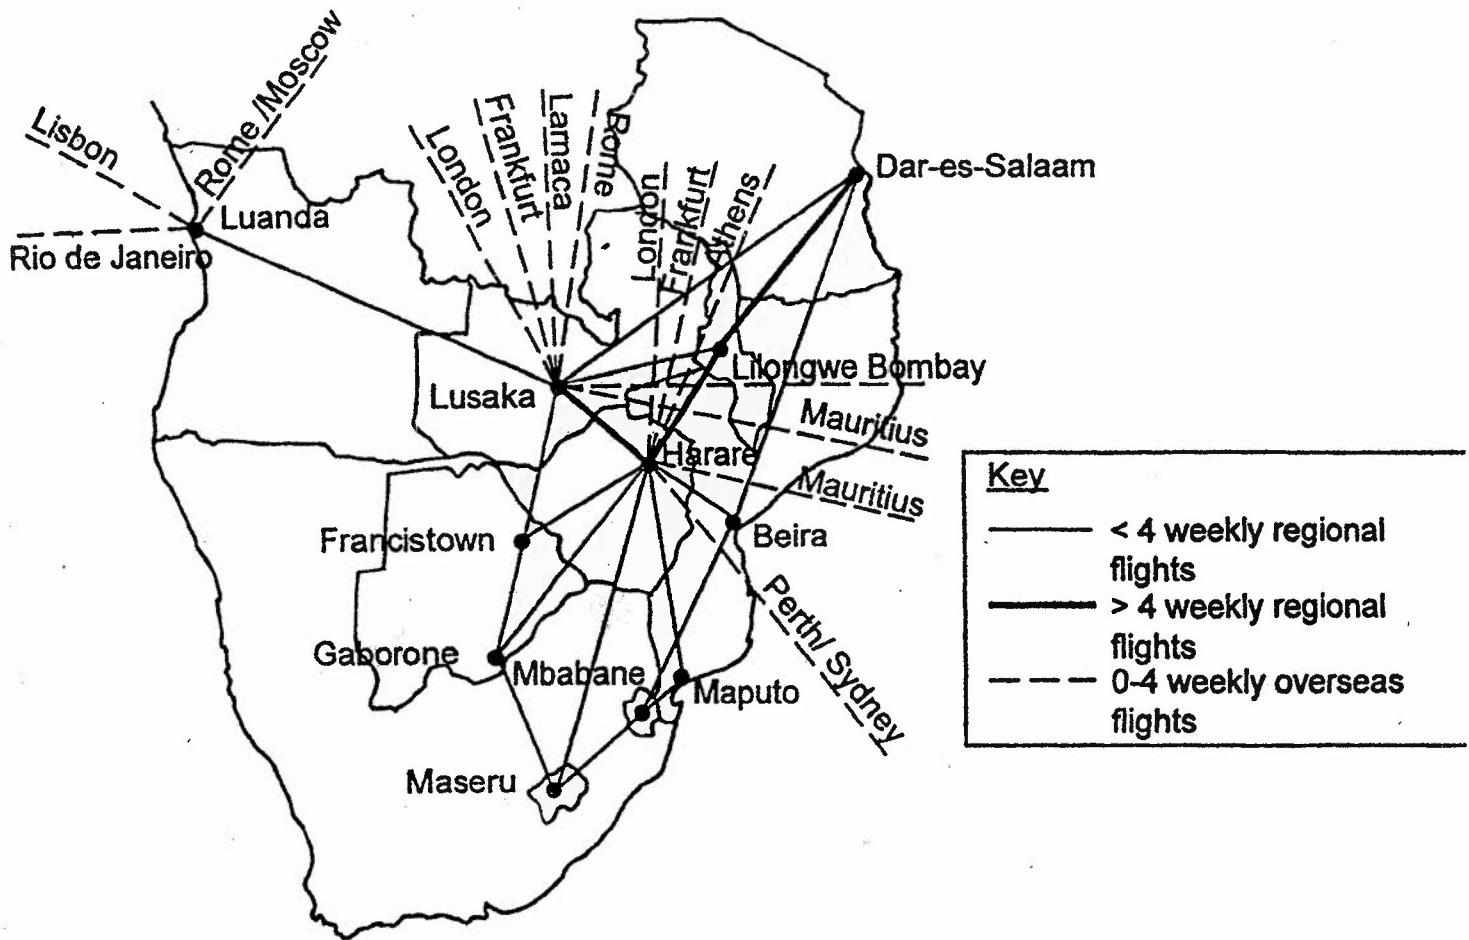 Rome /Moscow
Lisbon
Luanda
Rio de Janeiro
London
Frankfurt
Larnaca
Rome
London
Frankfurt
Athens
Dar-es-Salaam
Lilongwe Bombay
Lusaka
Mauritius
Harare
Mauritius
Francistown
Beira
Perth/ Sydney
Gaborone
Mbabane
Maputo
Maseru
Key
< 4 weekly regional
flights
> 4 weekly regional
flights
0-4 weekly overseas
flights